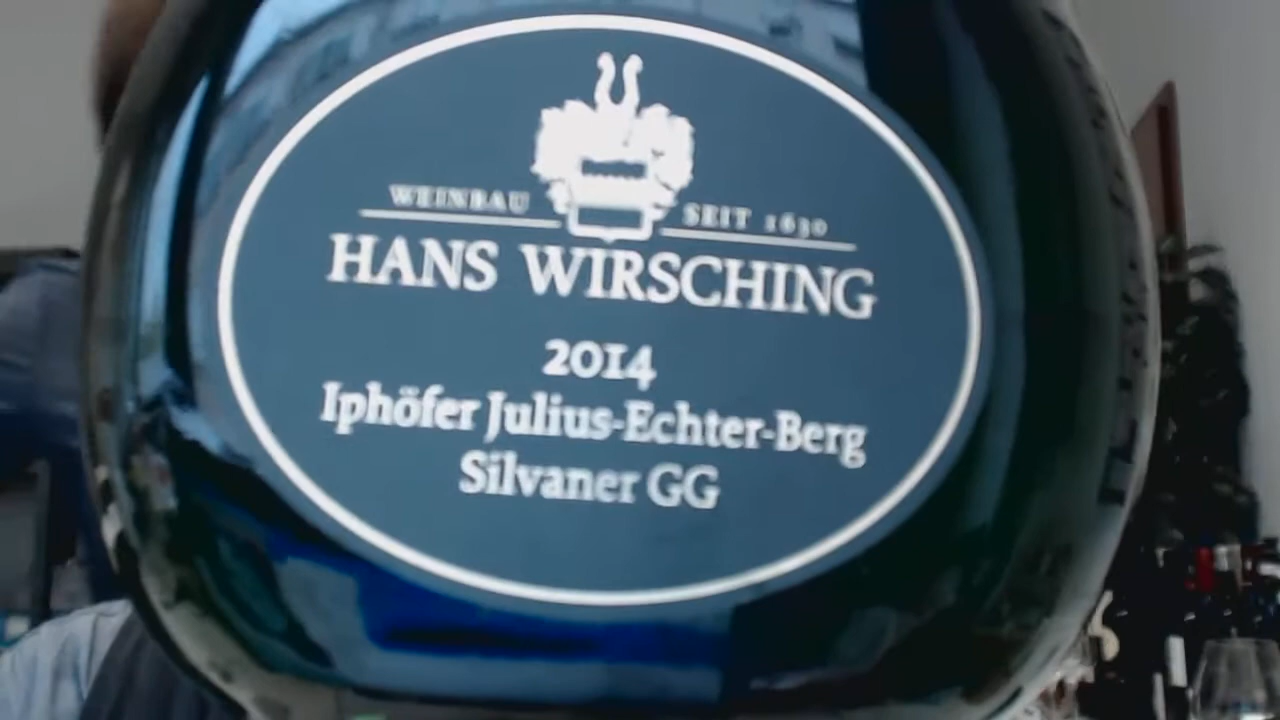 WEINBAU SEIT 1630
HANS WIRSCHING
2014
Iphöfer Julius-Echter-Berg
Silvaner GG